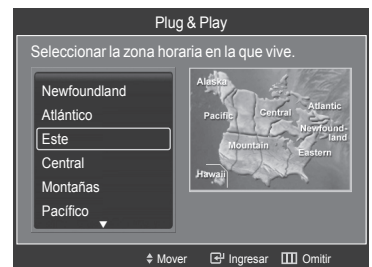 Plug & Play
Seleccionar la zona horaria en la que vive.
Newfoundland
Atlántico
Este
Central
Montañas
Pacífico
Alaska
Pacific
Central
Atlantic
Newfound-
land
Mountain
Eastern
Hawaii
Mover Ingresar Omitir